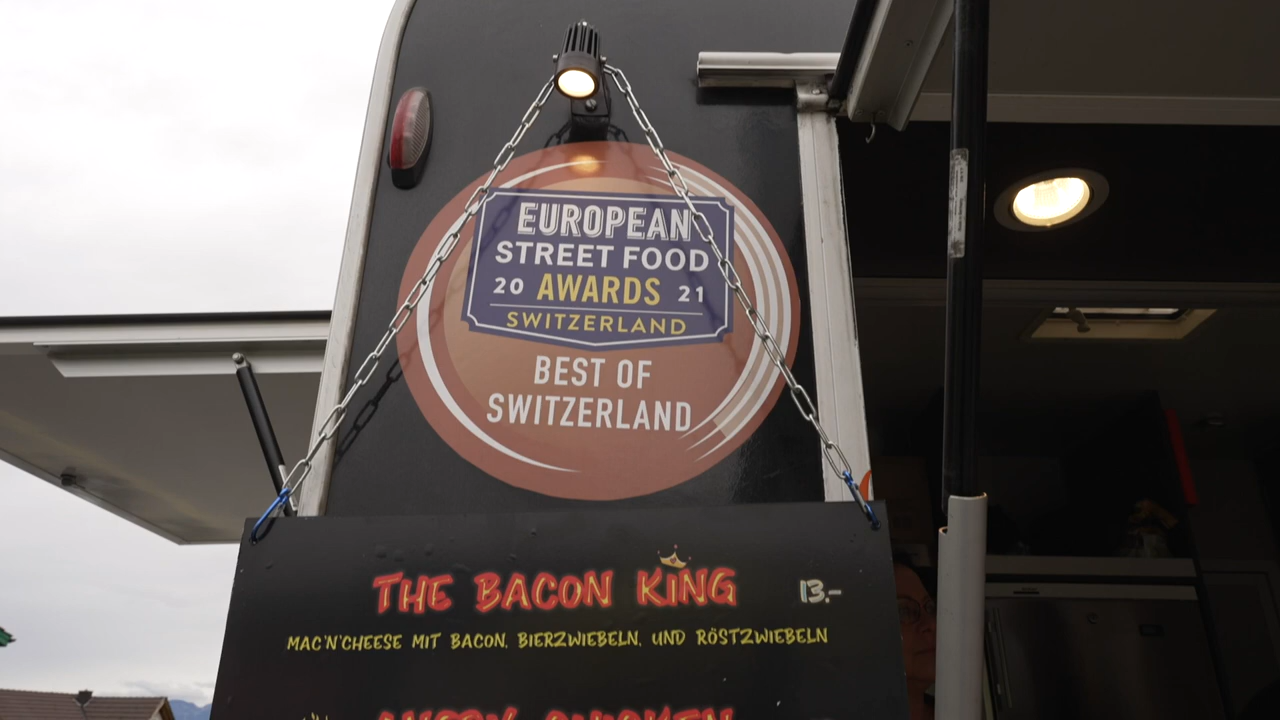 EUROPEAN
STREET FOOD
20 AWARDS 21
SWITZERLAND
BEST OF
SWITZERLAND
THE BACON KING 13.-
MAC'N'CHEESE MIT BACON, BIERZWIEBELN, UND RÖSTZWIEBELN